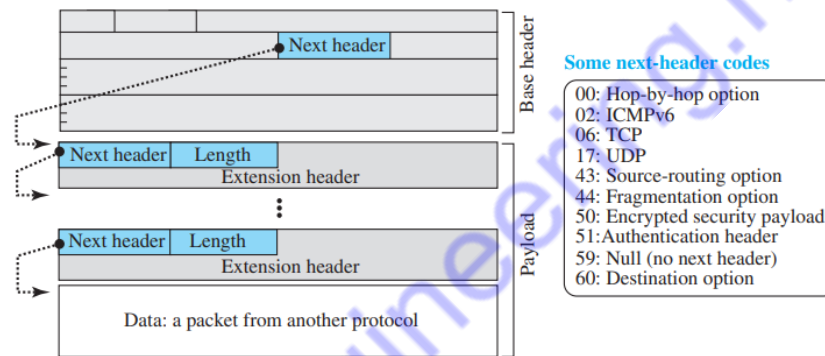 Next header
Base header
Next header Length
Extension header
Next header Length
Extension header
Data: a packet from another protocol
Payload
Some next-header codes
00: Hop-by-hop option
02: ICMPv6
06: TCP
17: UDP
43: Source-routing option
44: Fragmentation option
50: Encrypted security payload
51:Authentication header
59: Null (no next header)
60: Destination option